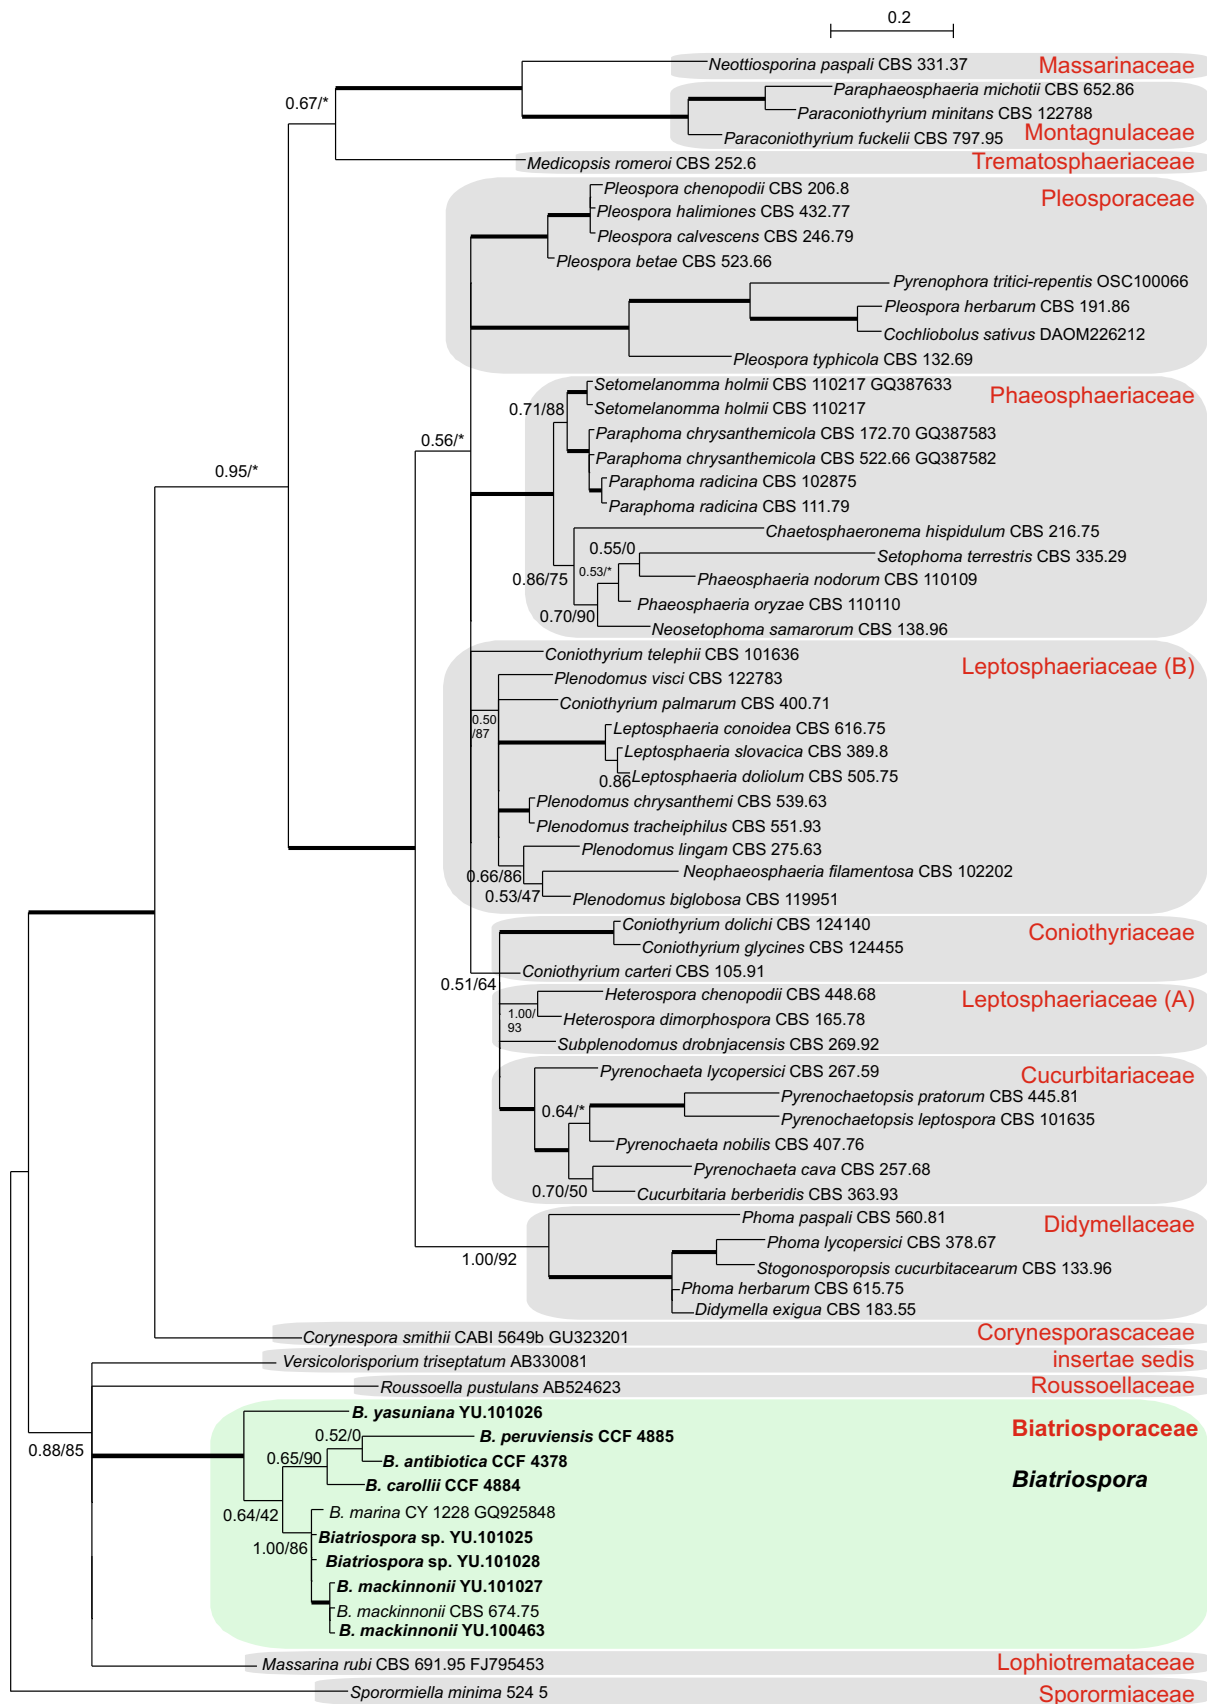 0.2
Neottiosporina paspali CBS 331.37 Massarinaceae
Paraphaeosphaeria michotii CBS 652.86
0.67/*
Paraconiothyrium minitans CBS 122788
Paraconiothyrium fuckelii CBS 797.95 Montagnulaceae
Medicopsis romeroi CBS 252.6 Trematosphaeriaceae
Pleospora chenopodii CBS 206.8 Pleosporaceae
Pleospora halimiones CBS 432.77
Pleospora calvescens CBS 246.79
Pleospora betae CBS 523.66
Pyrenophora tritici-repentis OSC100066
Pleospora herbarum CBS 191.86
Cochliobolus sativus DAOM226212
Pleospora typhicola CBS 132.69
Setomelanomma holmii CBS 110217 GQ387633 Phaeosphaeriaceae
0.71/88 Setomelanomma holmii CBS 110217
0.56/* Paraphoma chrysanthemicola CBS 172.70 GQ387583
Paraphoma chrysanthemicola CBS 522.66 GQ387582
0.95/*
Paraphoma radicina CBS 102875
Paraphoma radicina CBS 111.79
Chaetosphaeronema hispidulum CBS 216.75
0.55/0 Setophoma terrestris CBS 335.29
0.53/*
0.86/75 Phaeosphaeria nodorum CBS 110109
Phaeosphaeria oryzae CBS 110110
0.70/90
Neosetophoma samarorum CBS 138.96
Coniothyrium telephii CBS 101636 Leptosphaeriaceae (B)
Plenodomus visci CBS 122783
Coniothyrium palmarum CBS 400.71
0.50
/87
Leptosphaeria conoidea CBS 616.75
Leptosphaeria slovacica CBS 389.8
0.86 Leptosphaeria doliolum CBS 505.75
Plenodomus chrysanthemi CBS 539.63
Plenodomus tracheiphilus CBS 551.93
Plenodomus lingam CBS 275.63
0.66/86 Neophaeosphaeria filamentosa CBS 102202
0.53/47 Plenodomus biglobosa CBS 119951
Coniothyrium dolichi CBS 124140 Coniothyriaceae
Coniothyrium glycines CBS 124455
Coniothyrium carteri CBS 105.91
0.51/64
Heterospora chenopodii CBS 448.68 Leptosphaeriaceae (A)
1.00/
93
Heterospora dimorphospora CBS 165.78
Subplenodomus drobnjacensis CBS 269.92
Pyrenochaeta lycopersici CBS 267.59 Cucurbitariaceae
Pyrenochaetopsis pratorum CBS 445.81
0.64/*
Pyrenochaetopsis leptospora CBS 101635
Pyrenochaeta nobilis CBS 407.76
Pyrenochaeta cava CBS 257.68
0.70/50 Cucurbitaria berberidis CBS 363.93
Phoma paspali CBS 560.81 Didymellaceae
Phoma lycopersici CBS 378.67
1.00/92
Stogonosporopsis cucurbitacearum CBS 133.96
Phoma herbarum CBS 615.75
Didymella exigua CBS 183.55
Corynespora smithii CABI 5649b GU323201 Corynesporascaceae
Versicolorisporium triseptatum AB330081 insertae sedis
Roussoella pustulans AB524623 Roussoellaceae
B. yasuniana YU.101026 Biatriosporaceae
0.52/0 B. peruviensis CCF 4885
0.88/85 0.65/90
B. antibiotica CCF 4378
Biatriospora
B. carollii CCF 4884
0.64/42 B. marina CY 1228 GQ925848
Biatriospora sp. YU.101025
1.00/86
Biatriospora sp. YU.101028
B. mackinnonii YU.101027
B. mackinnonii CBS 674.75
B. mackinnonii YU.100463
Massarina rubi CBS 691.95 FJ795453 Lophiotremataceae
Sporormiella minima 524 5 Sporormiaceae